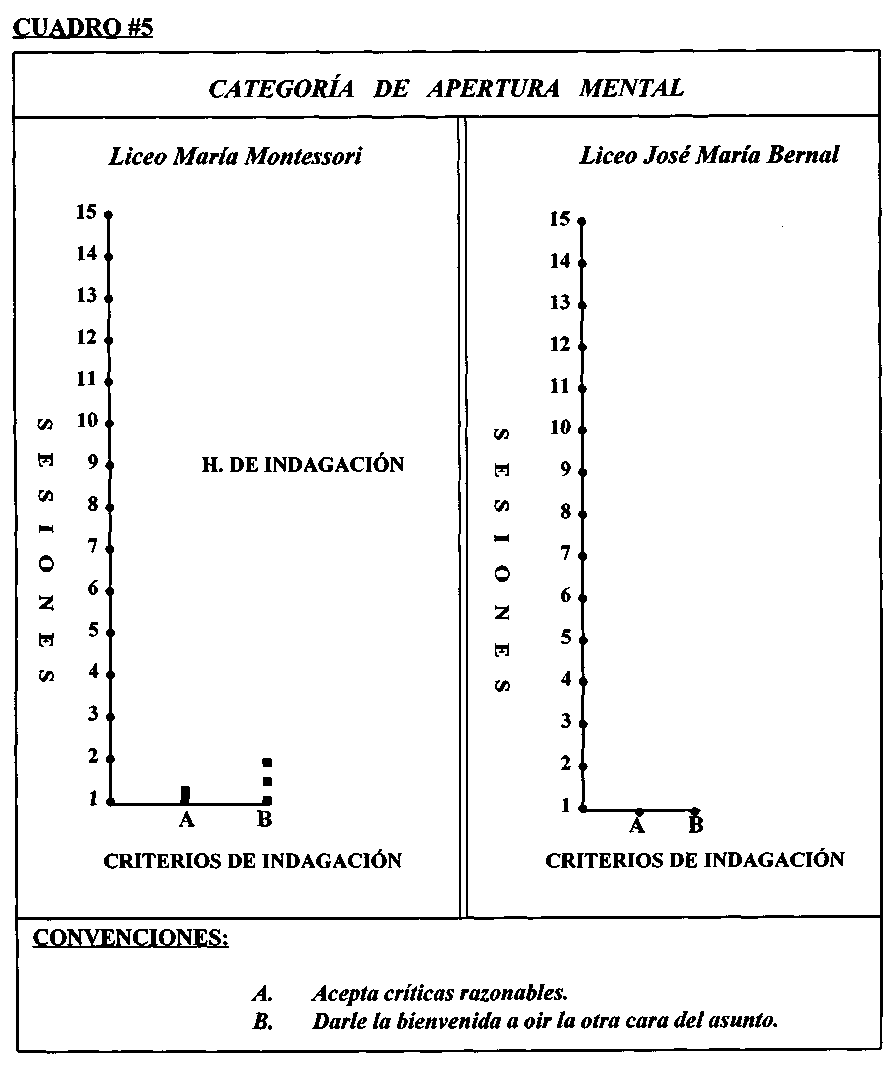 CUADRO #5
CATEGORÍA DE APERTURA MENTAL
Liceo María Montessori
15
14
13
12
11
10
9
8
7
6
5
4
3
2
1
SESIONES
H. DE INDAGACIÓN
A B
CRITERIOS DE INDAGACIÓN
Liceo José María Bernal
15
14
13
12
11
10
9
8
7
6
5
4
3
2
1
SESIONES
A B
CRITERIOS DE INDAGACIÓN
CONVENCIONES:
A. Acepta críticas razonables.
B. Darle la bienvenida a oir la otra cara del asunto.